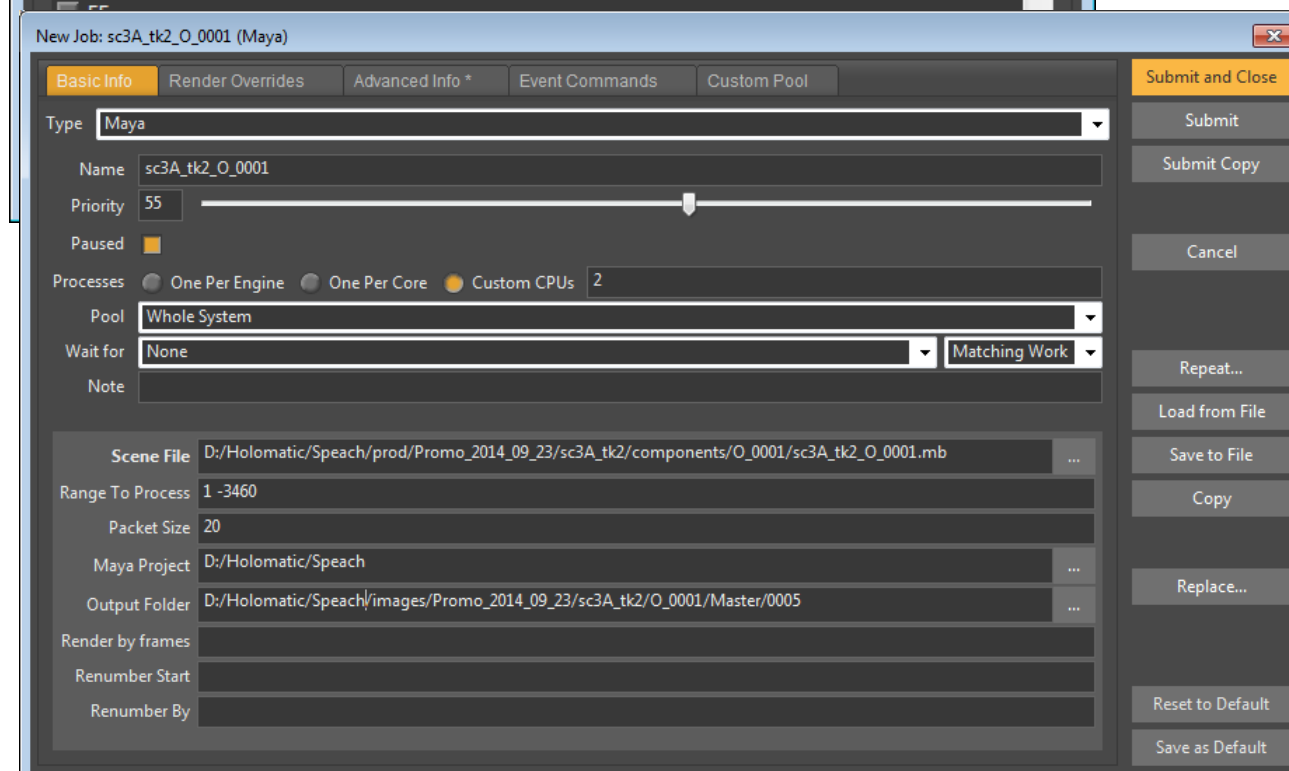 New Job: sc3A_tk2_O_0001 (Maya)
Basic Info Render Overrides Advanced Info * Event Commands Custom Pool
Submit and Close
Type Maya
Submit
Name sc3A_tk2_O_0001
Submit Copy
Priority 55
Paused
Cancel
Processes One Per Engine One Per Core Custom CPUs 2
Pool Whole System
Wait for None Matching Work
Repeat...
Note
Load from File
Scene File D:/Holomatic/Speach/prod/Promo_2014_09_23/sc3A_tk2/components/O_0001/sc3A_tk2_O_0001.mb ...
Save to File
Range To Process 1 -3460
Copy
Packet Size 20
Maya Project D:/Holomatic/Speach ...
Replace...
Output Folder D:/Holomatic/Speach/images/Promo_2014_09_23/sc3A_tk2/O_0001/Master/0005 ...
Render by frames
Renumber Start
Renumber By
Reset to Default
Save as Default